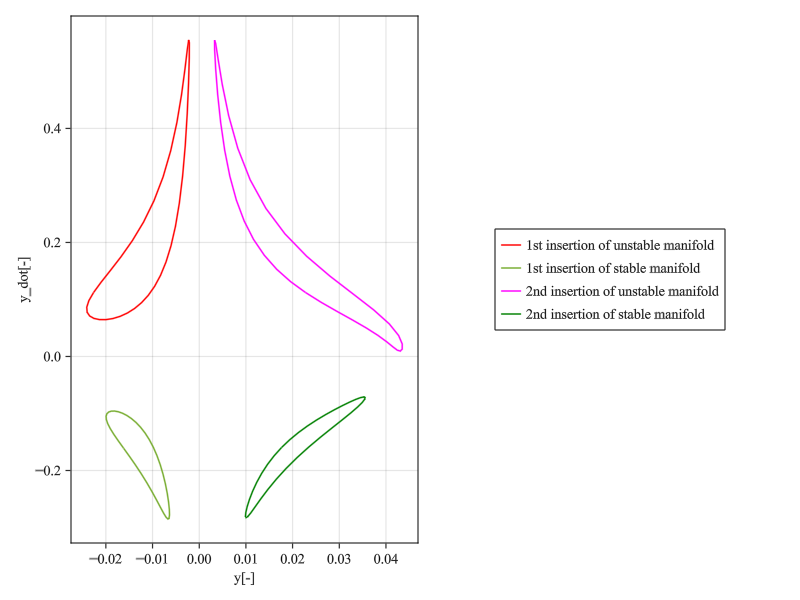 y_dot[-]
0.4
0.2
0.0
−0.2
−0.02 −0.01 0.00 0.01 0.02 0.03 0.04
y[-]
1st insertion of unstable manifold
1st insertion of stable manifold
2nd insertion of unstable manifold
2nd insertion of stable manifold